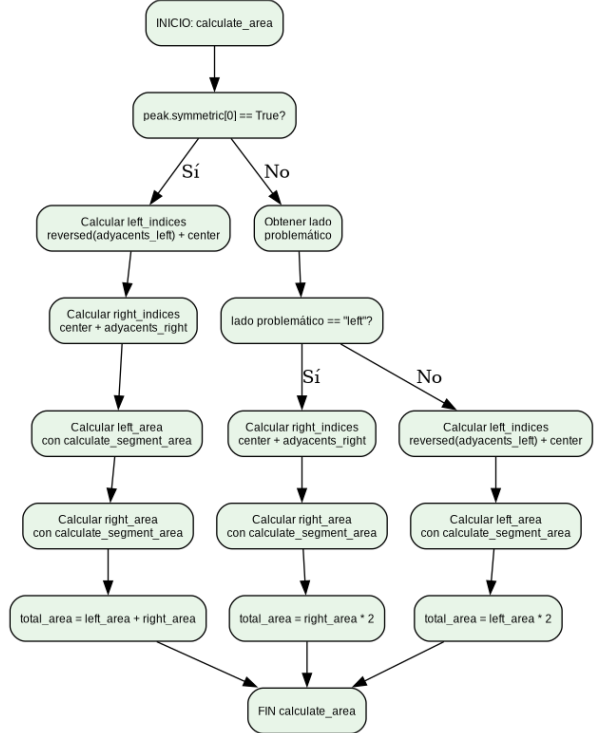 INICIO: calculate_area
peak.symmetric[0] == True?
Sí
No
Calcular left_indices
reversed(adyacents_left) + center
Obtener lado
problemático
Calcular right_indices
center + adyacents_right
lado problemático == "left"?
Sí
No
Calcular left_area
con calculate_segment_area
Calcular right_indices
center + adyacents_right
Calcular left_indices
reversed(adyacents_left) + center
Calcular right_area
con calculate_segment_area
Calcular right_area
con calculate_segment_area
Calcular left_area
con calculate_segment_area
total_area = left_area + right_area
total_area = right_area * 2
total_area = left_area * 2
FIN calculate_area